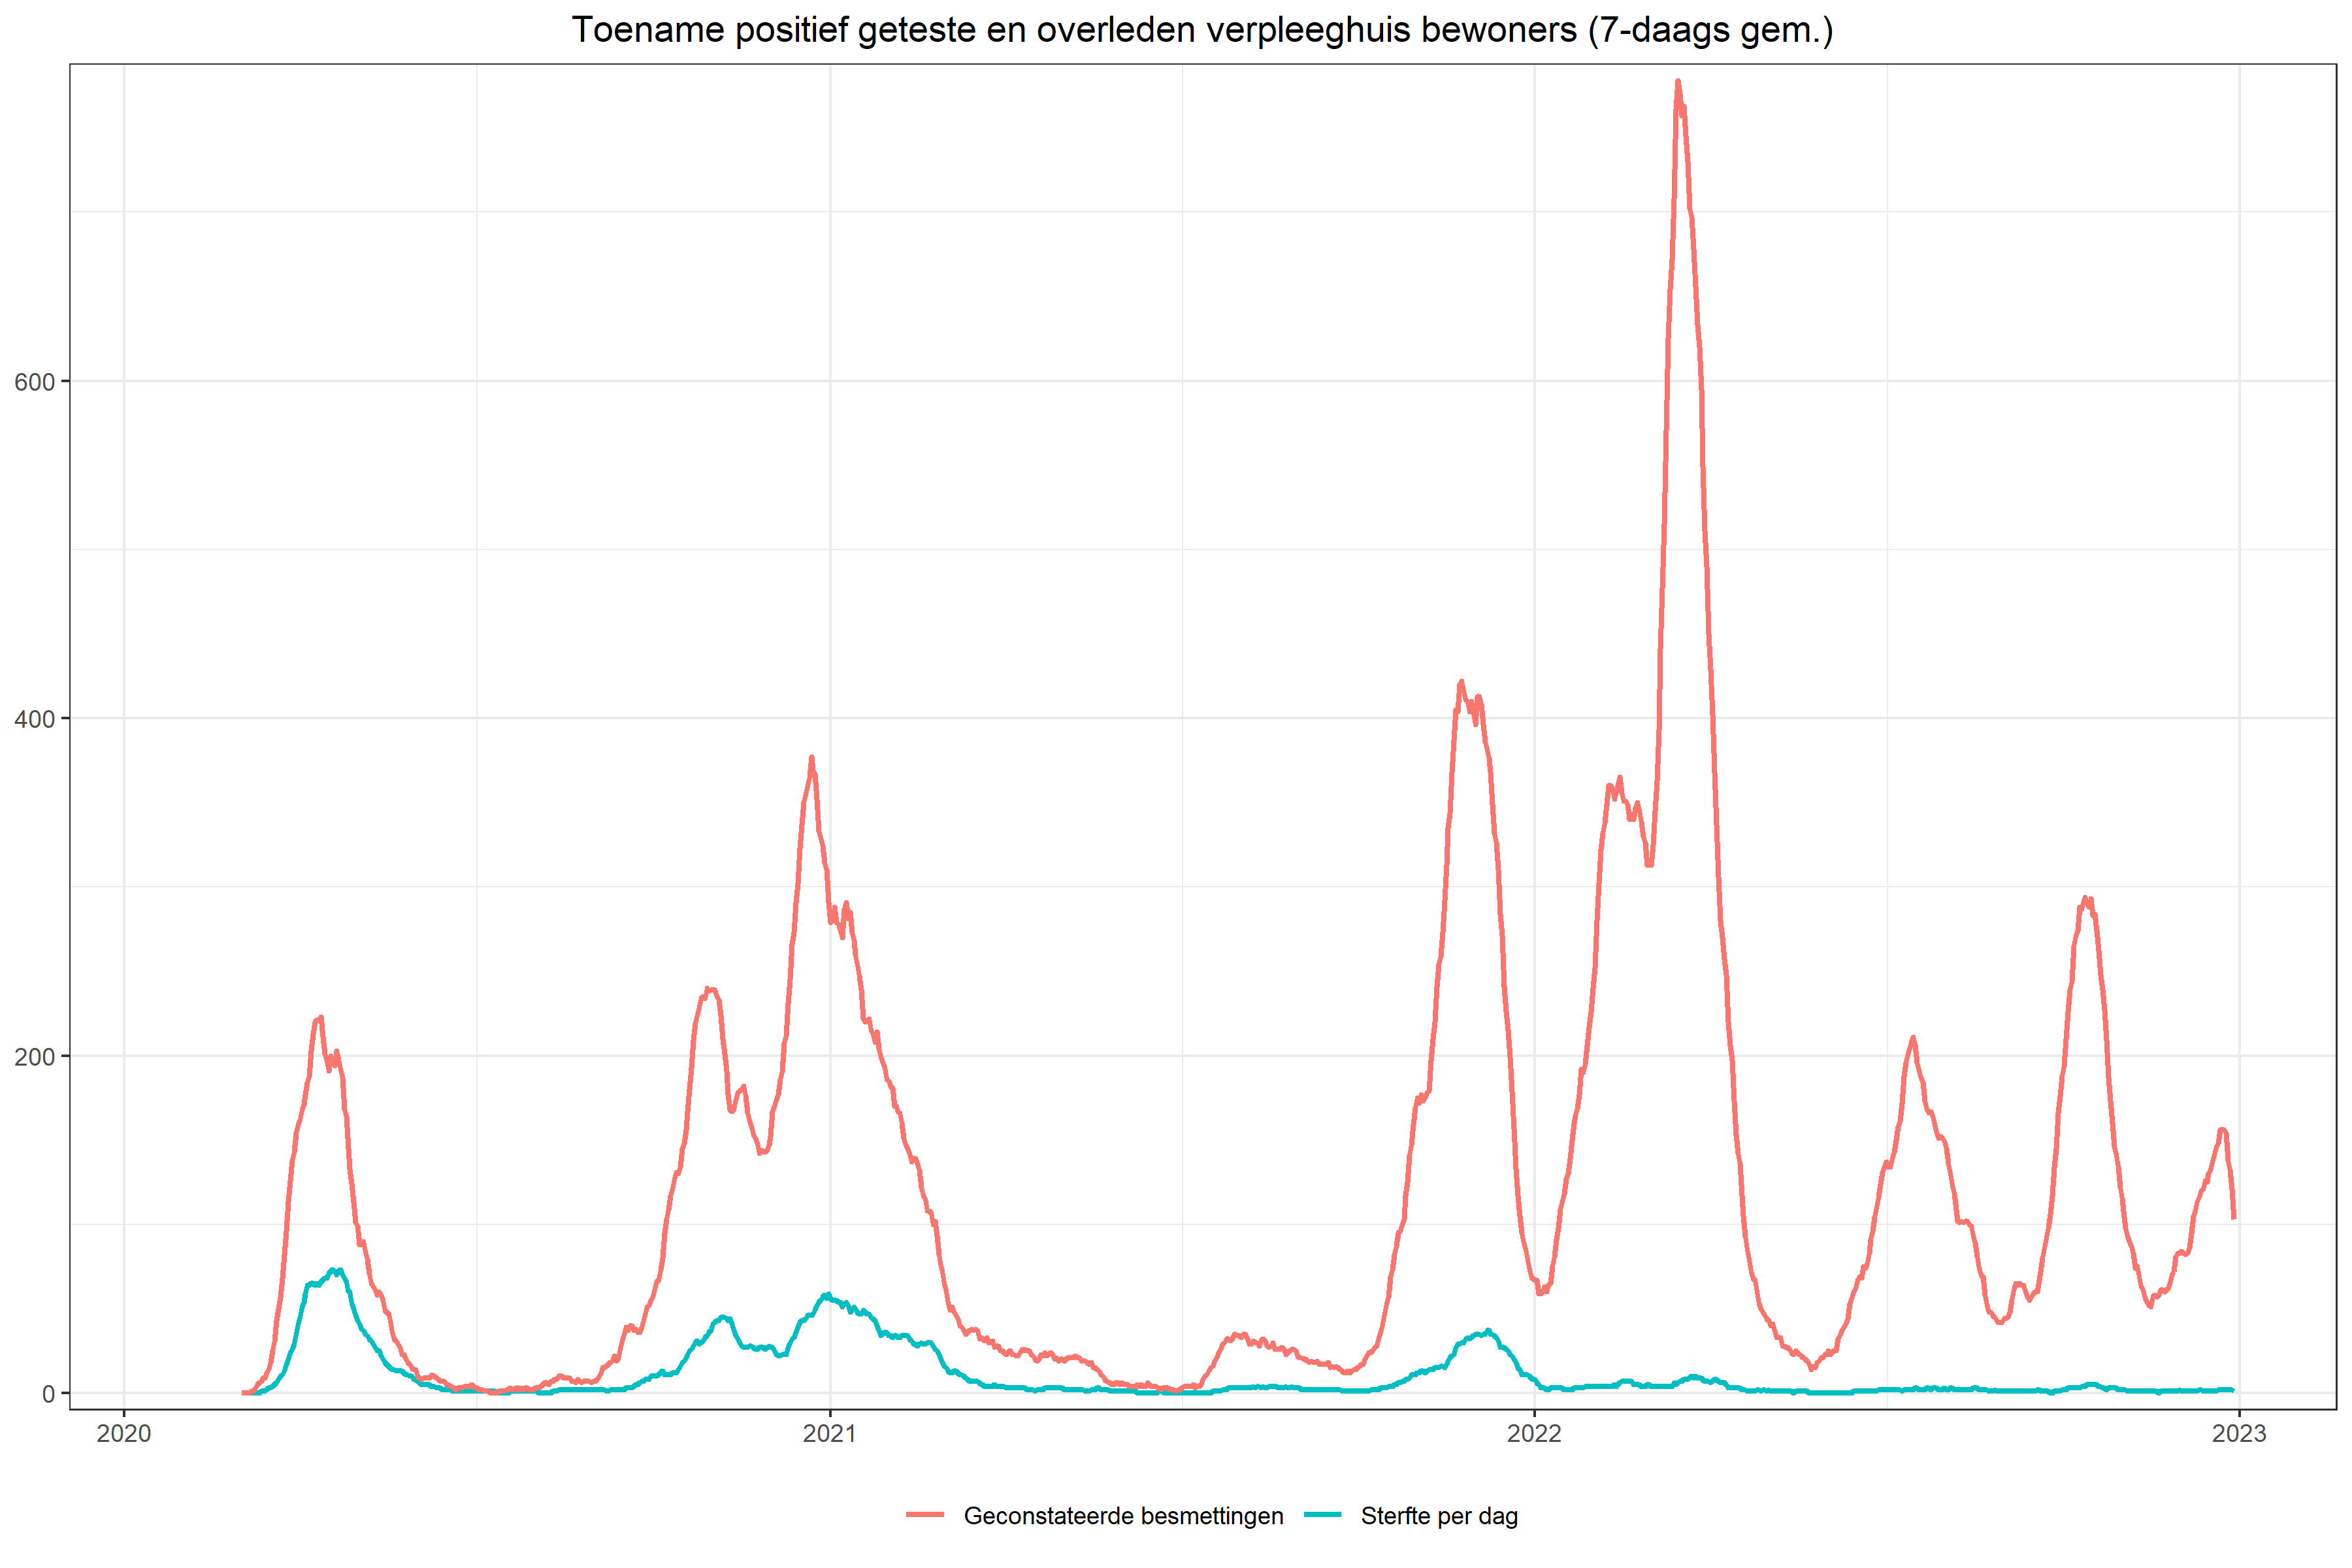 Toename positief geteste en overleden verpleeghuis bewoners (7-daags gem.)
600
400
200
0
2020 2021 2022 2023
Geconstateerde besmettingen Sterfte per dag